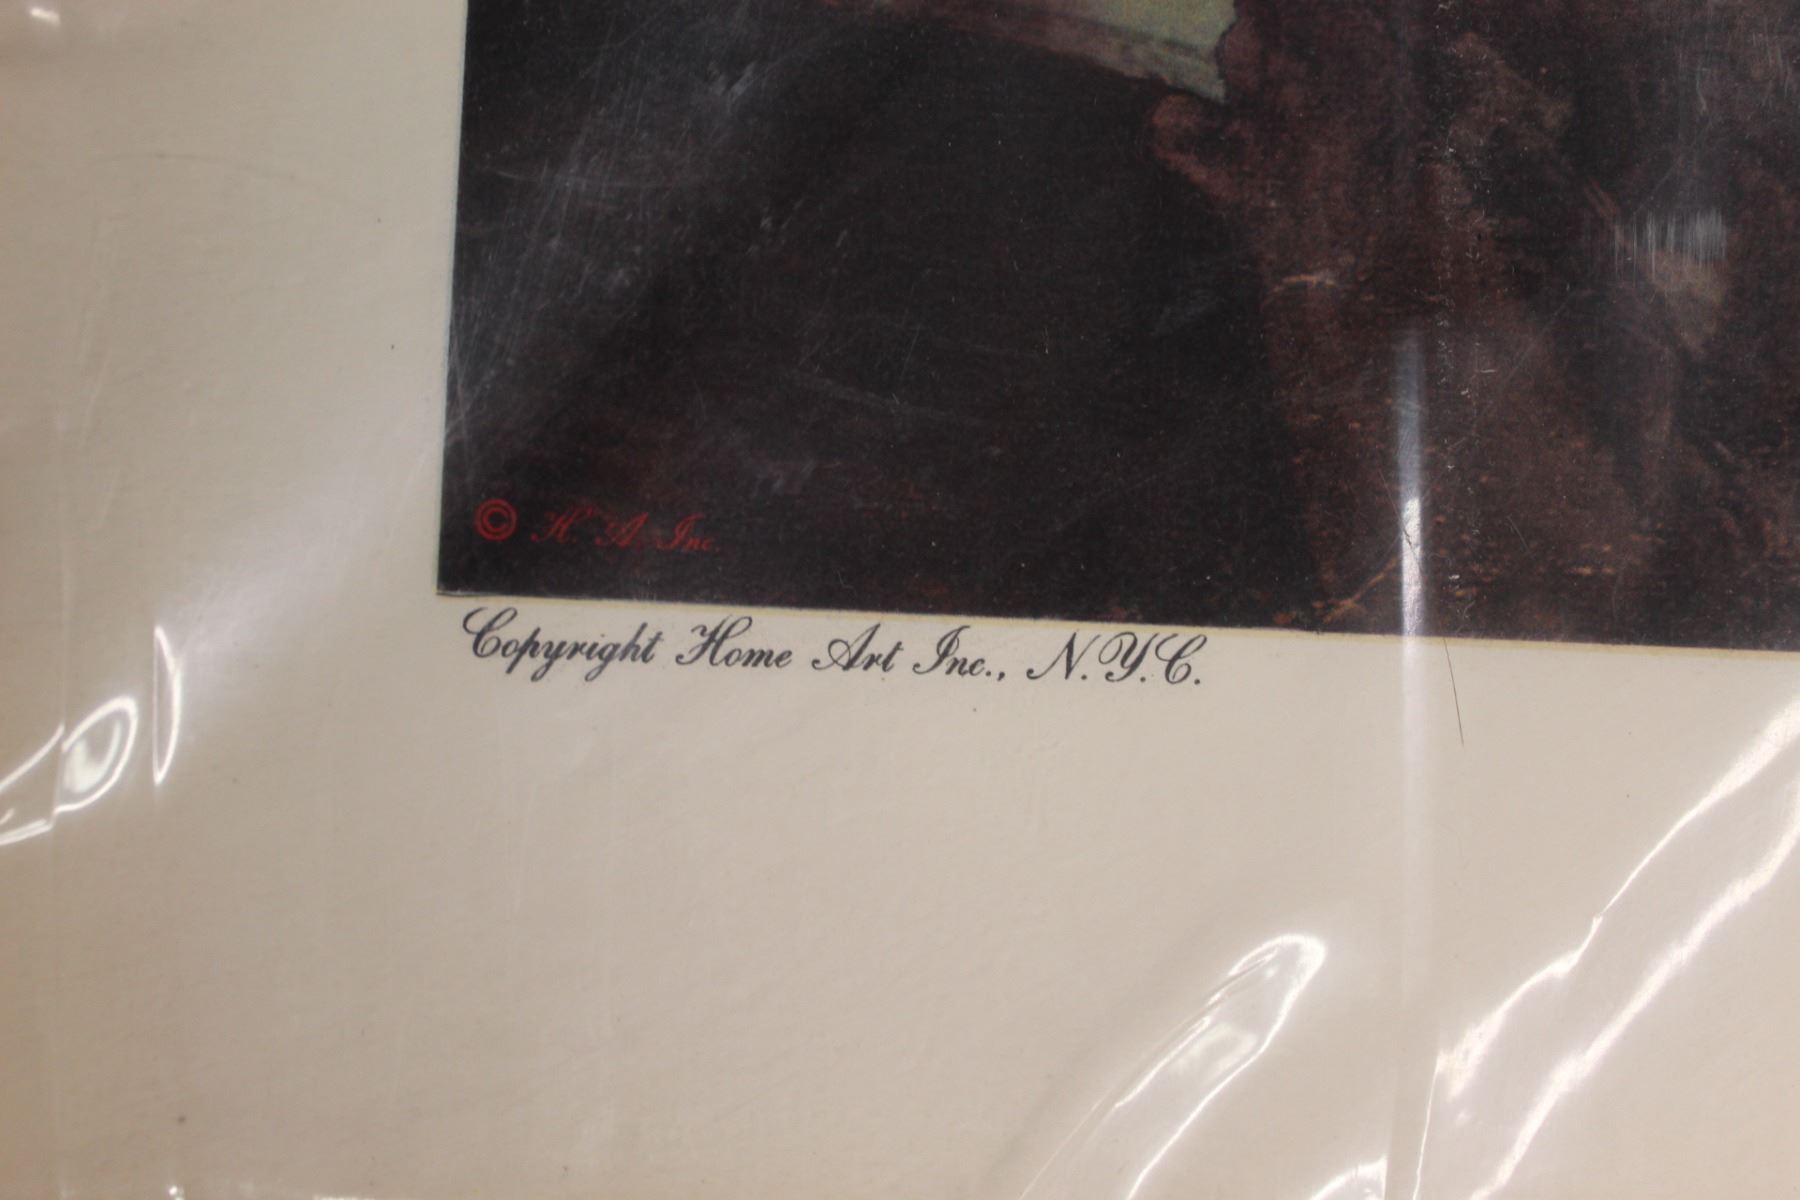 © H. A. Inc.
Copyright Home Art Inc., N.Y.C.